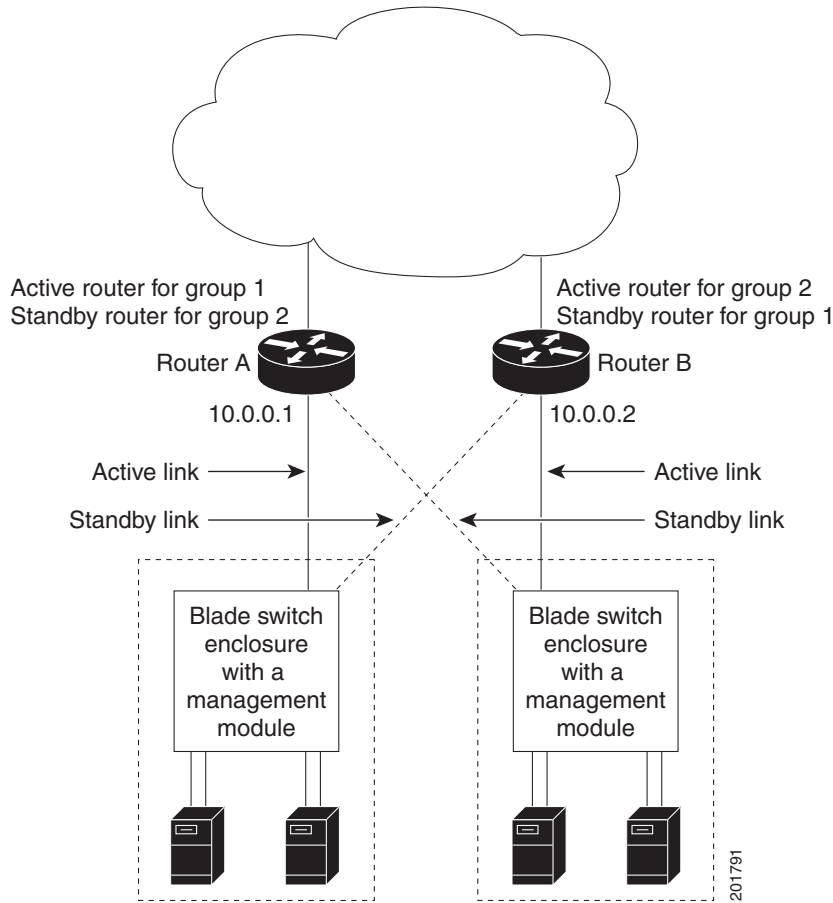 Active router for group 1
Standby router for group 2
Active router for group 2
Standby router for group 1
Router A
Router B
10.0.0.1
10.0.0.2
Active link
Active link
Standby link
Standby link
Blade switch
enclosure
with a
management
module
Blade switch
enclosure
with a
management
module
201791